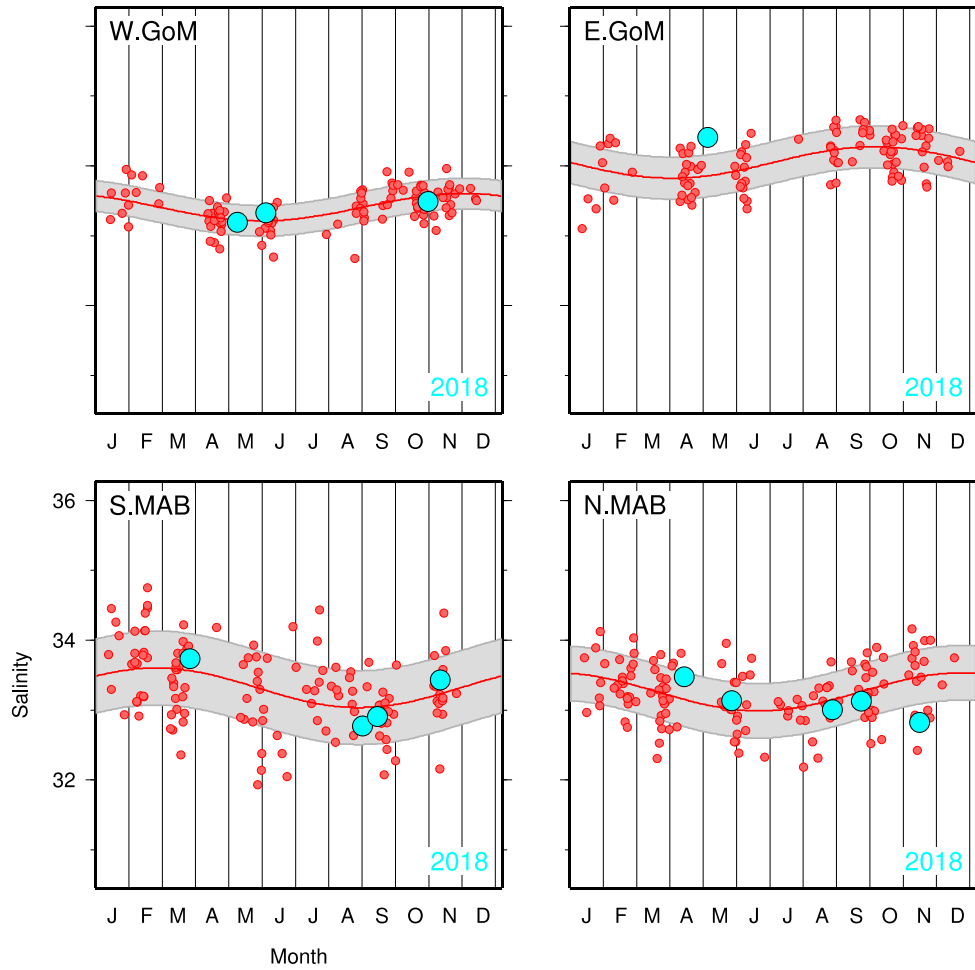 W.GoM
E.GoM
2018
2018
J F M A M J J A S O N D
J F M A M J J A S O N D
S.MAB
N.MAB
36
34
32
Salinity
2018
2018
J F M A M J J A S O N D
J F M A M J J A S O N D
Month